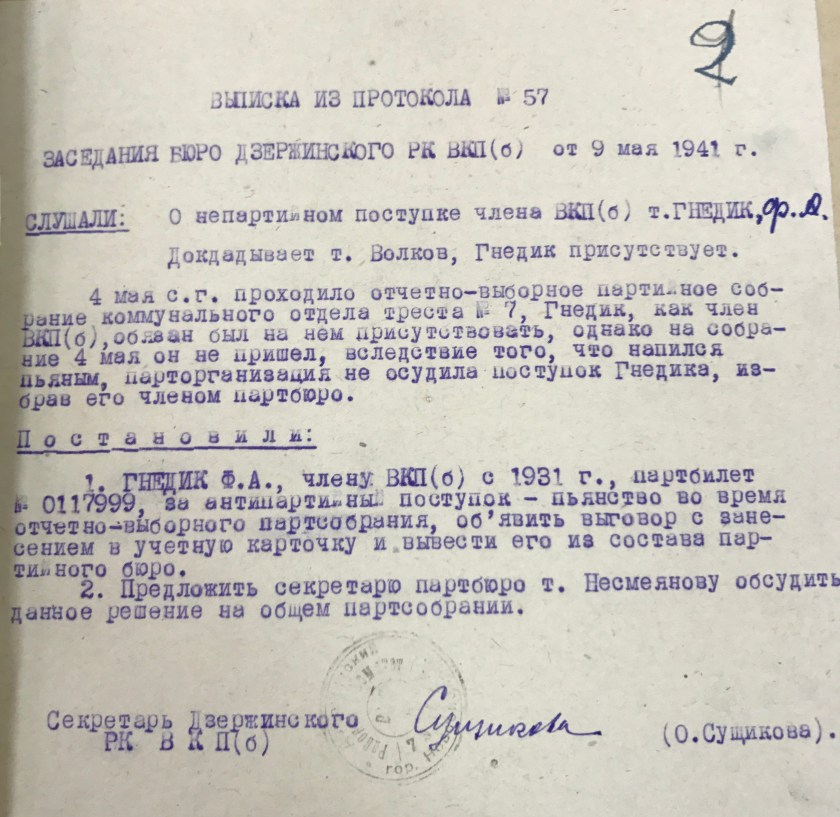 2
ВЫПИСКА ИЗ ПРОТОКОЛА № 57
ЗАСЕДАНИЯ БЮРО ДЗЕРЖИНСКОГО РК ВКП(б) от 9 мая 1941 г.
СЛУШАЛИ: О непартийном поступке члена ВКП(б) т.ГНЕДИК, Ф.А.
Докдадывает т. Волков, Гнедик присутствует.
4 мая с.г. проходило отчетно-выборное партийное соб-
рание коммунального отдела треста № 7, Гнедик, как член
ВКП(б),обязан был на нем присутствовать, однако на собра-
ние 4 мая он не пришел, вследствие того, что напился
пьяным, парторганизация не осудила поступок Гнедика, из-
брав его членом партбюро.
Постановили:
1. ГНЕДИК Ф.А., члену ВКП(б) с 1931 г., партбилет
№ 0117999, за антипартийный поступок - пьянство во время
отчетно-выборного партсобрания, об'явить выговор с зане-
сением в учетную карточку и вывести его из состава пар-
тийного бюро.
2. Предложить секретарю партбюро т. Несмеянову обсудить
данное решение на общем партсобрании.
Секретарь Дзержинского
РК ВКП(б)
гор.
Сущикова
(О.Сущикова).